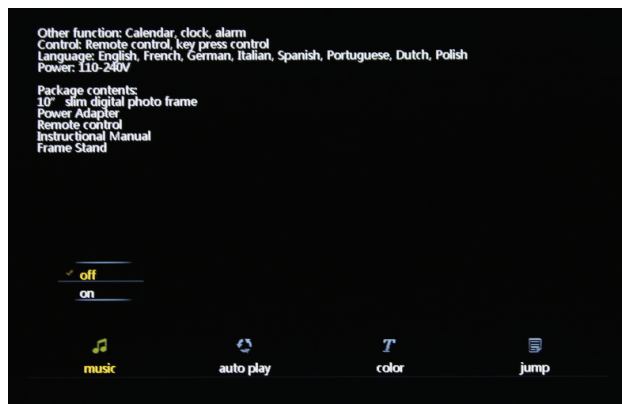 Other function: Calendar, clock, alarm
Control: Remote control, key press control
Language: English, French, German, Italian, Spanish, Portuguese, Dutch, Polish
Power: 110-240V
Package contents:
10" slim digital photo frame
Power Adapter
Remote control
Instructional Manual
Frame Stand
off
on
music auto play color jump